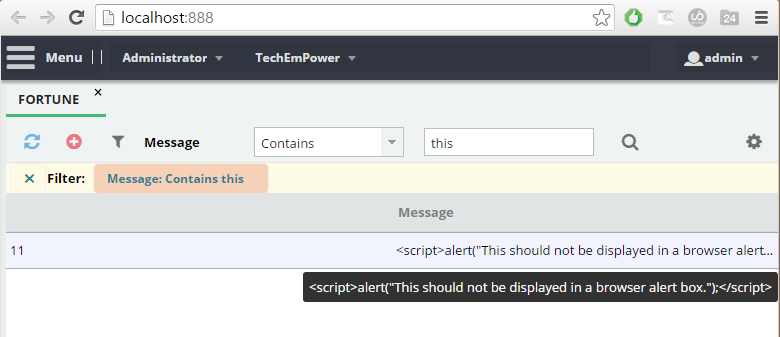 localhost:888
24
Menu
Administrator
TechEmPower
admin
FORTUNE
Message
Contains
this
Filter:
Message: Contains this
Message
11
<script>alert("This should not be displayed in a browser alert...
<script>alert("This should not be displayed in a browser alert box.");</script>